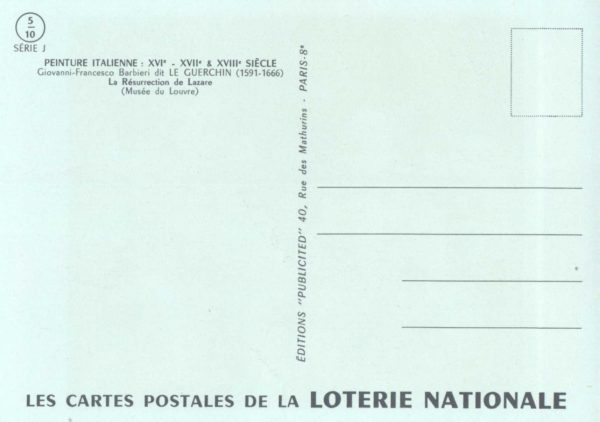 5
10
SÉRIE J
PEINTURE ITALIENNE : XVIe - XVIIe & XVIIIe SIÈCLE
Giovanni-Francesco Barbieri dit LE GUERCHIN (1591-1666)
La Résurrection de Lazare
(Musée du Louvre)
ÉDITIONS "PUBLICITED" 40, Rue des Mathurins - PARIS-8e
LES CARTES POSTALES DE LA LOTERIE NATIONALE